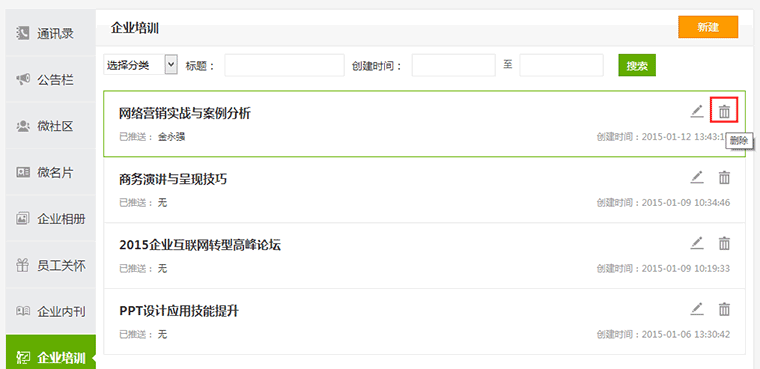 通讯录
公告栏
微社区
微名片
企业相册
员工关怀
企业内刊
企业培训
企业培训
新建
选择分类 标题： 创建时间： 至 搜索
网络营销实战与案例分析
已推送： 金永强 创建时间：2015-01-12 13:43:1
删除
商务演讲与呈现技巧
已推送： 无 创建时间：2015-01-09 10:34:46
2015企业互联网转型高峰论坛
已推送： 无 创建时间：2015-01-09 10:19:33
PPT设计应用技能提升
已推送： 无 创建时间：2015-01-06 13:30:42